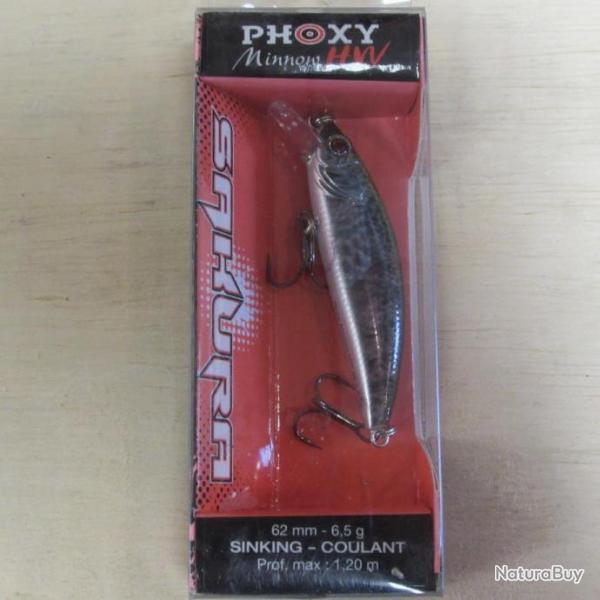 PHOXY
Minnow HW
SAKURA
62 mm - 6,5 g
SINKING - COULANT
Prof. max : 1,20 m
NaturaBuy